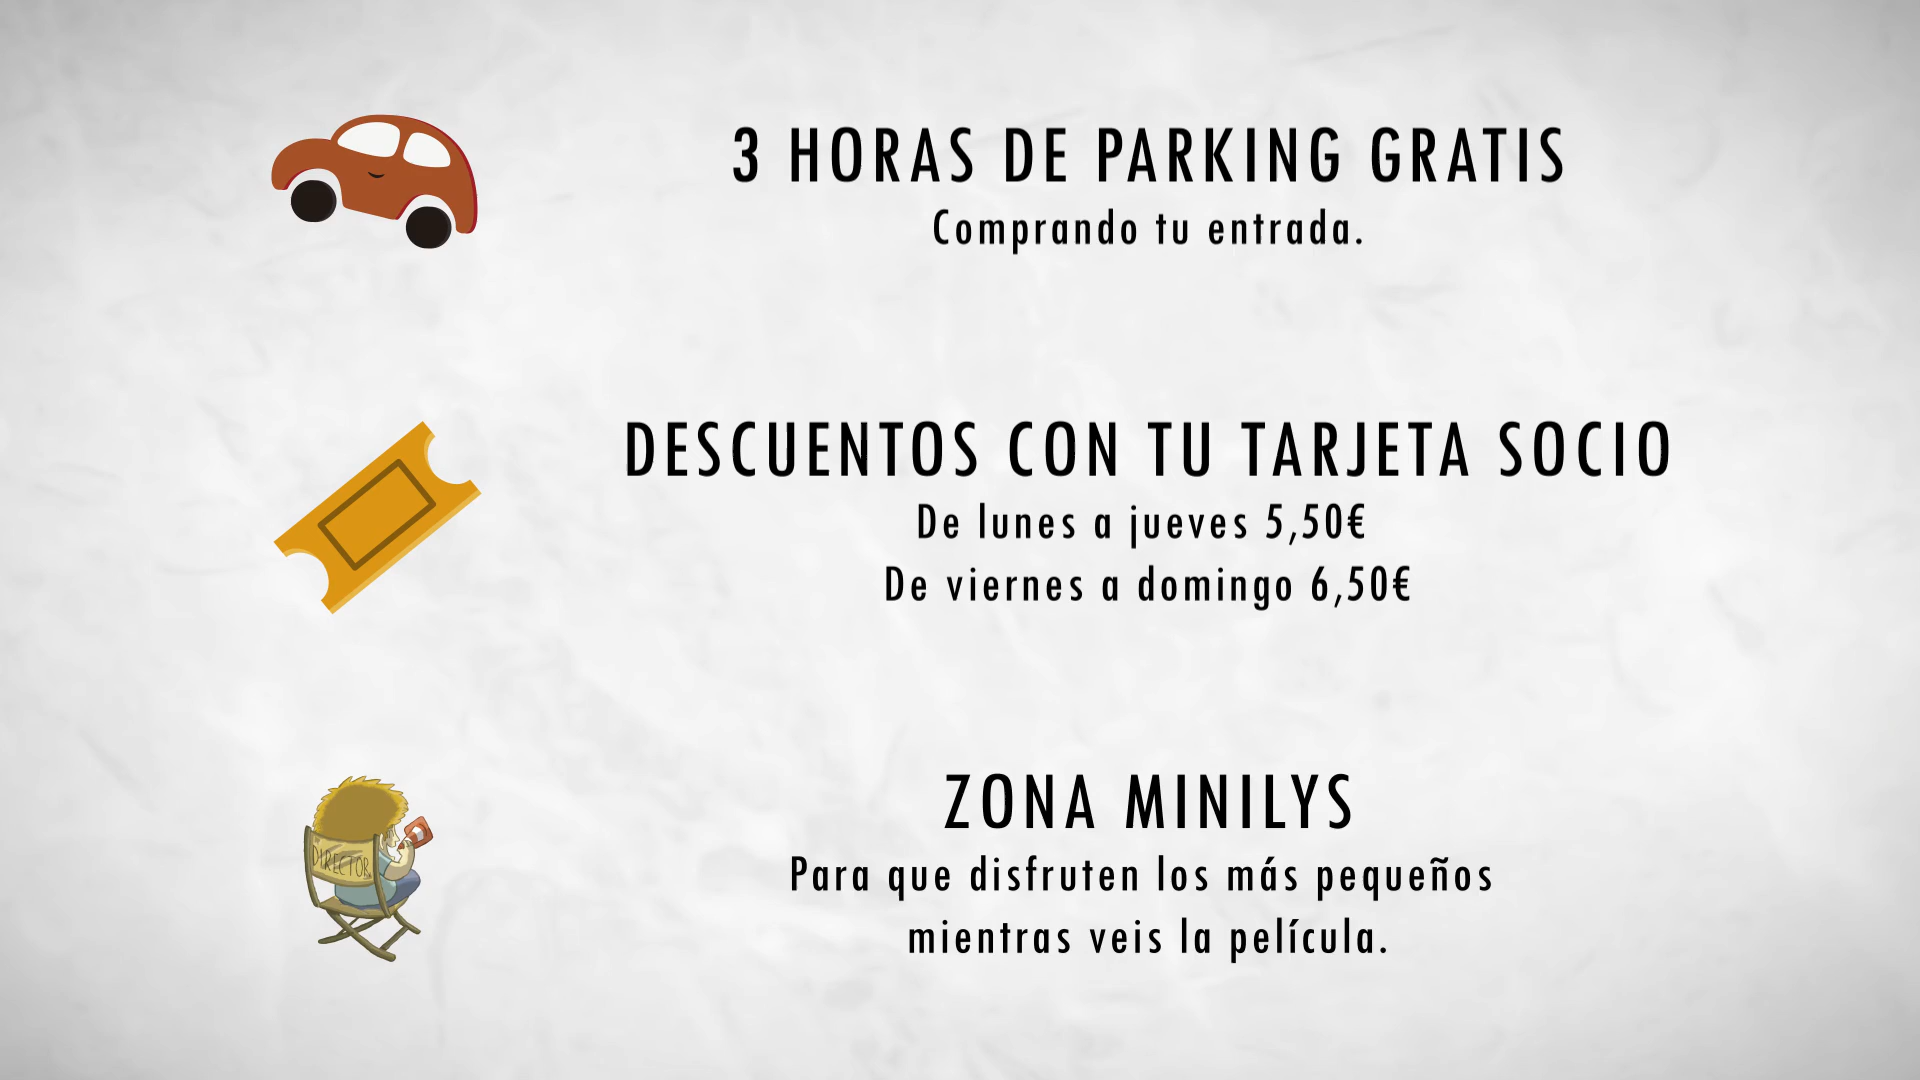 3 HORAS DE PARKING GRATIS
Comprando tu entrada.
DESCUENTOS CON TU TARJETA SOCIO
De lunes a jueves 5,50€
De viernes a domingo 6,50€
DIRECTOR
ZONA MINILYS
Para que disfruten los más pequeños
mientras veis la película.